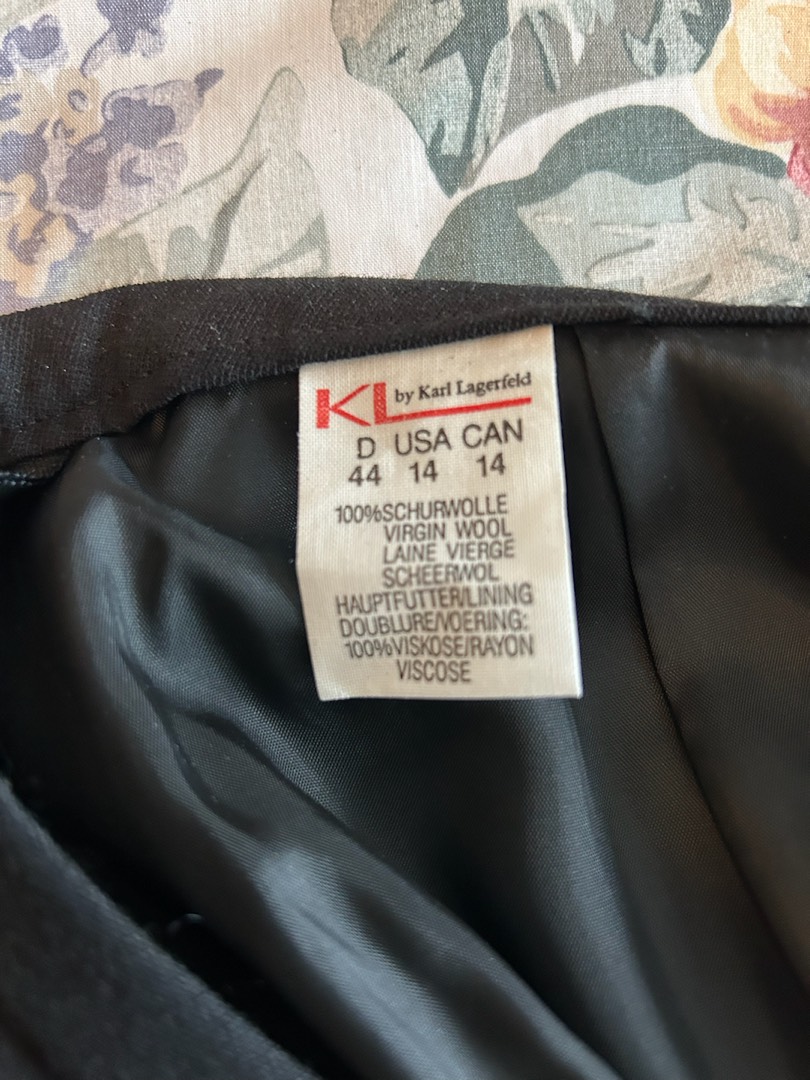 KL by Karl Lagerfeld
D USA CAN
44 14 14
100%SCHURWOLLE
VIRGIN WOOL
LAINE VIERGE
SCHEERWOL
HAUPTFUTTER/LINING
DOUBLURE/VOERING:
100%VISKOSE/RAYON
VISCOSE